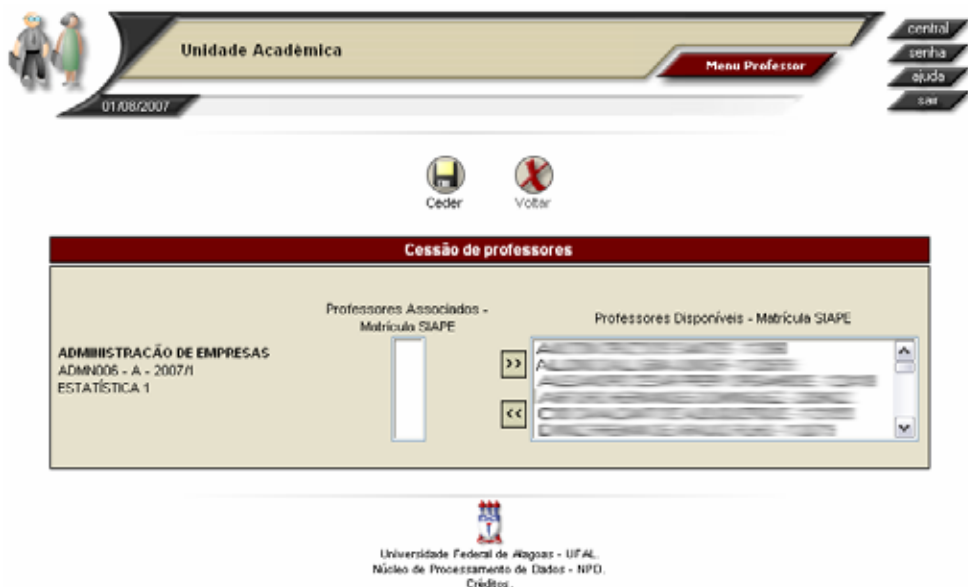 Unidade Acadêmica
Menu Professor
central
senha
ajuda
sair
01/08/2007
Ceder
Voltar
Cessão de professores
Professores Associados -
Matrícula SIAPE
Professores Disponíveis - Matrícula SIAPE
ADMINISTRACÃO DE EMPRESAS
ADMN006 - A - 2007/1
ESTATÍSTICA 1
>>
<<
Universidade Federal de Alagoas - UFAL.
Núcleo de Processamento de Dados - NPD.
Créditos.